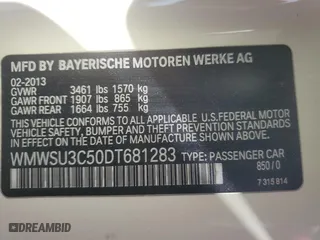 MFD BY BAYERISCHE MOTOREN WERKE AG
02-2013
GVWR 3461 lbs 1570 kg
GAWR FRONT 1907 lbs 865 kg
GAWR REAR 1664 lbs 755 kg
THIS VEHICLE CONFORMS TO ALL APPLICABLE U.S. FEDERAL MOTOR
VEHICLE SAFETY, BUMPER, AND THEFT PREVENTION STANDARDS
IN EFFECT ON THE DATE OF MANUFACTURE SHOWN ABOVE.
WMWSU3C50DT681283 TYPE: PASSENGER CAR
850/0
7 315 814